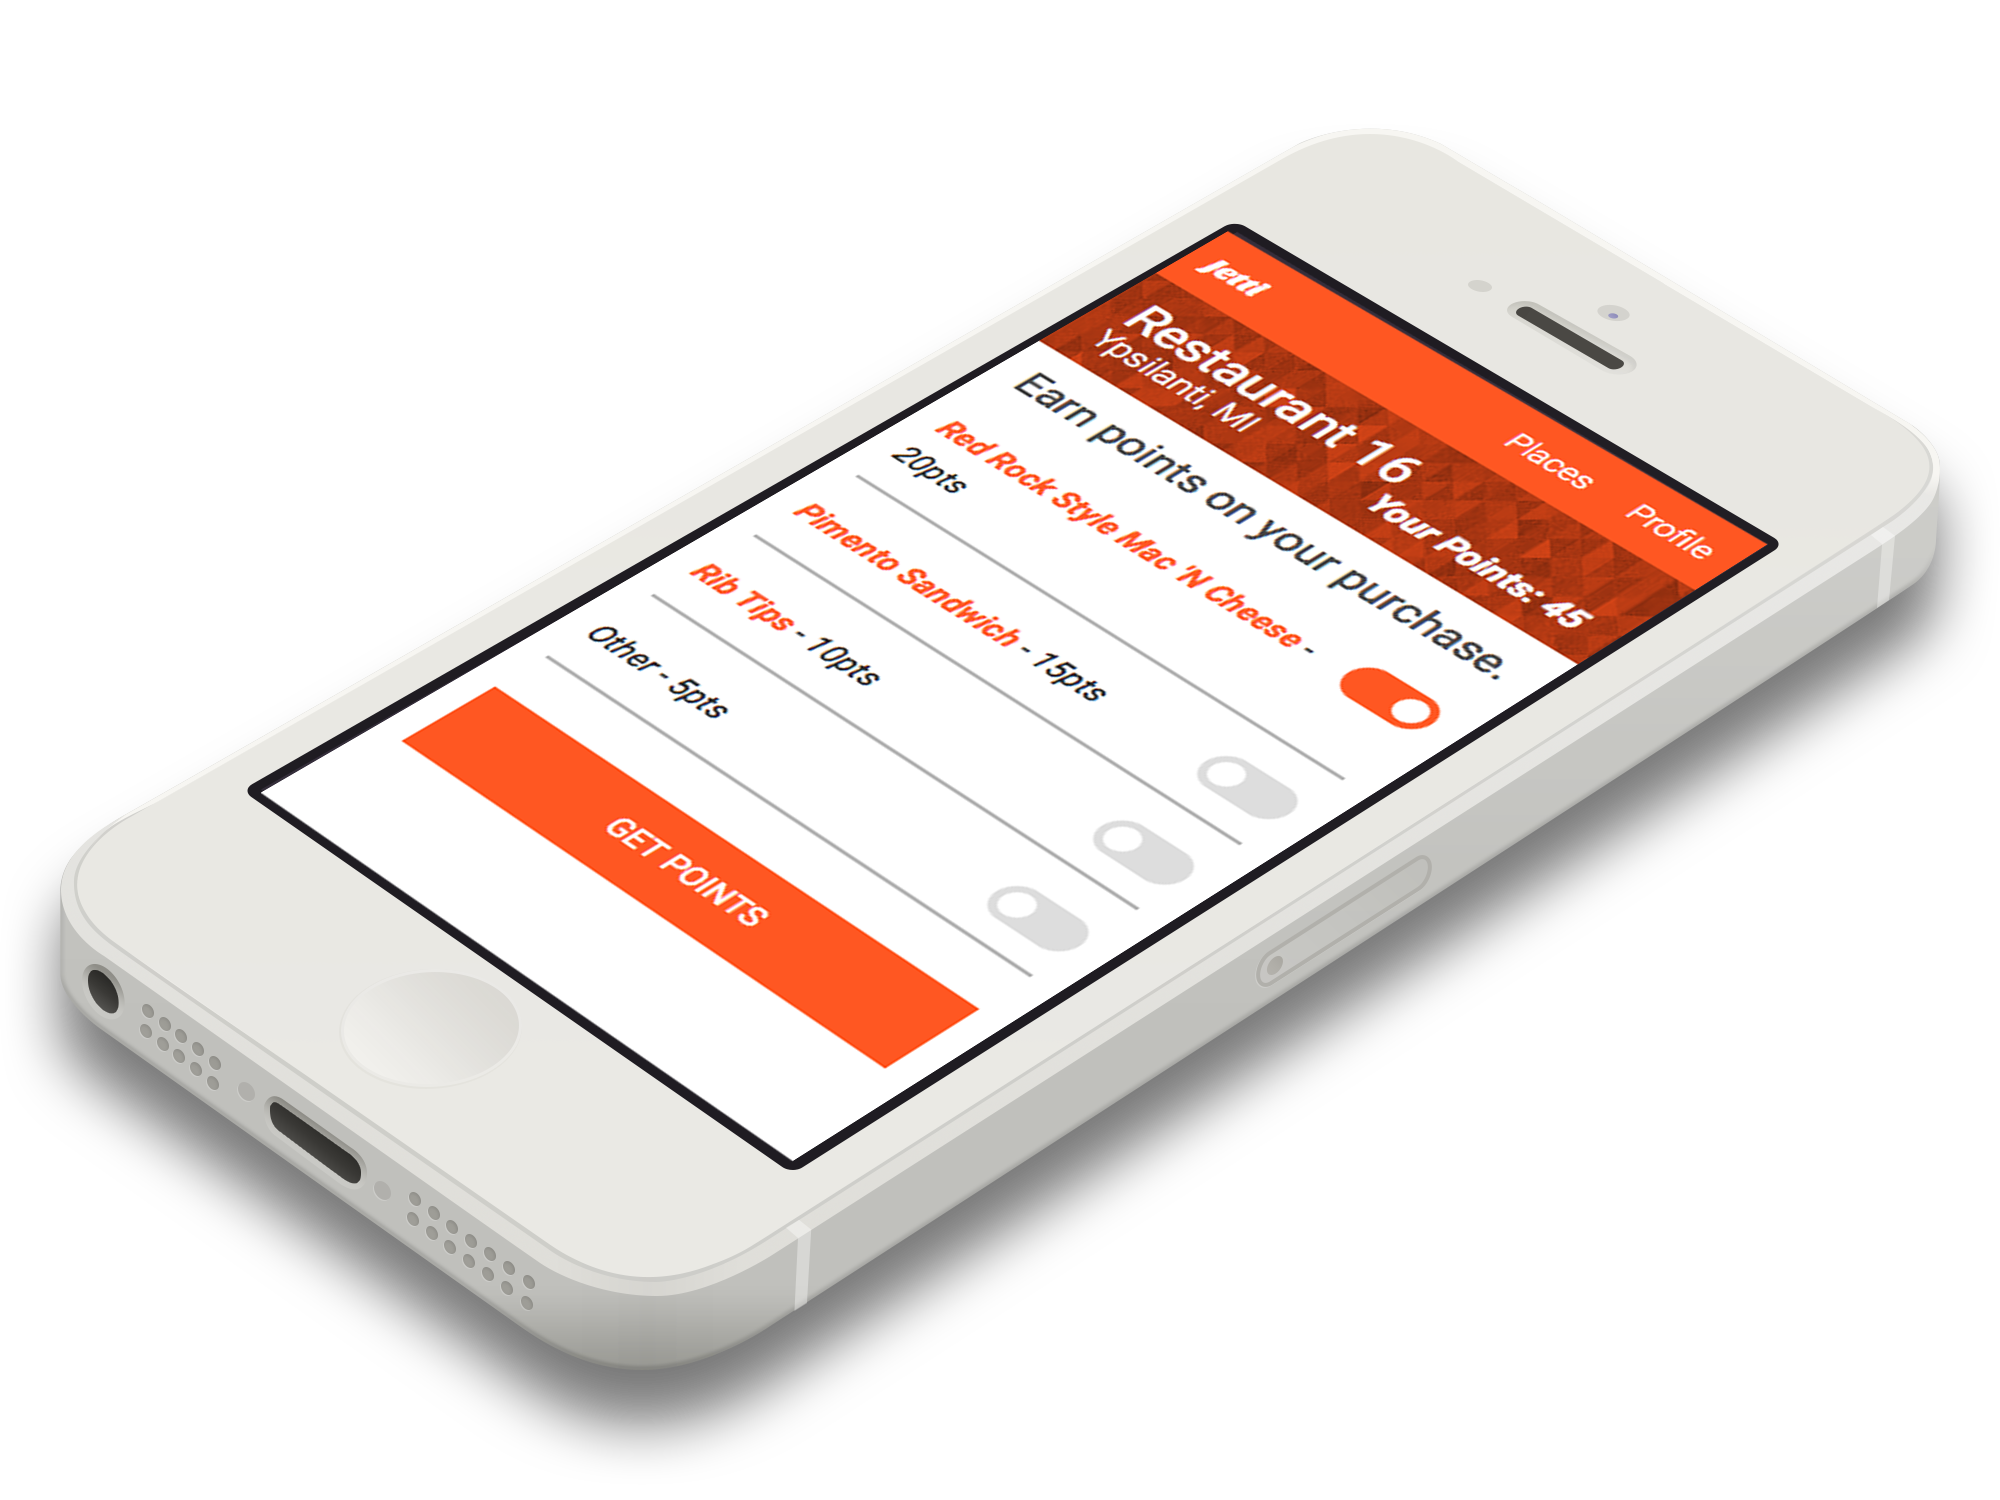 Jettl
Places
Profile
Restaurant 16
Ypsilanti, MI
Your Points: 45
Earn points on your purchase.
Red Rock Style Mac 'N Cheese -
20pts
Pimento Sandwich - 15pts
Rib Tips - 10pts
Other - 5pts
GET POINTS